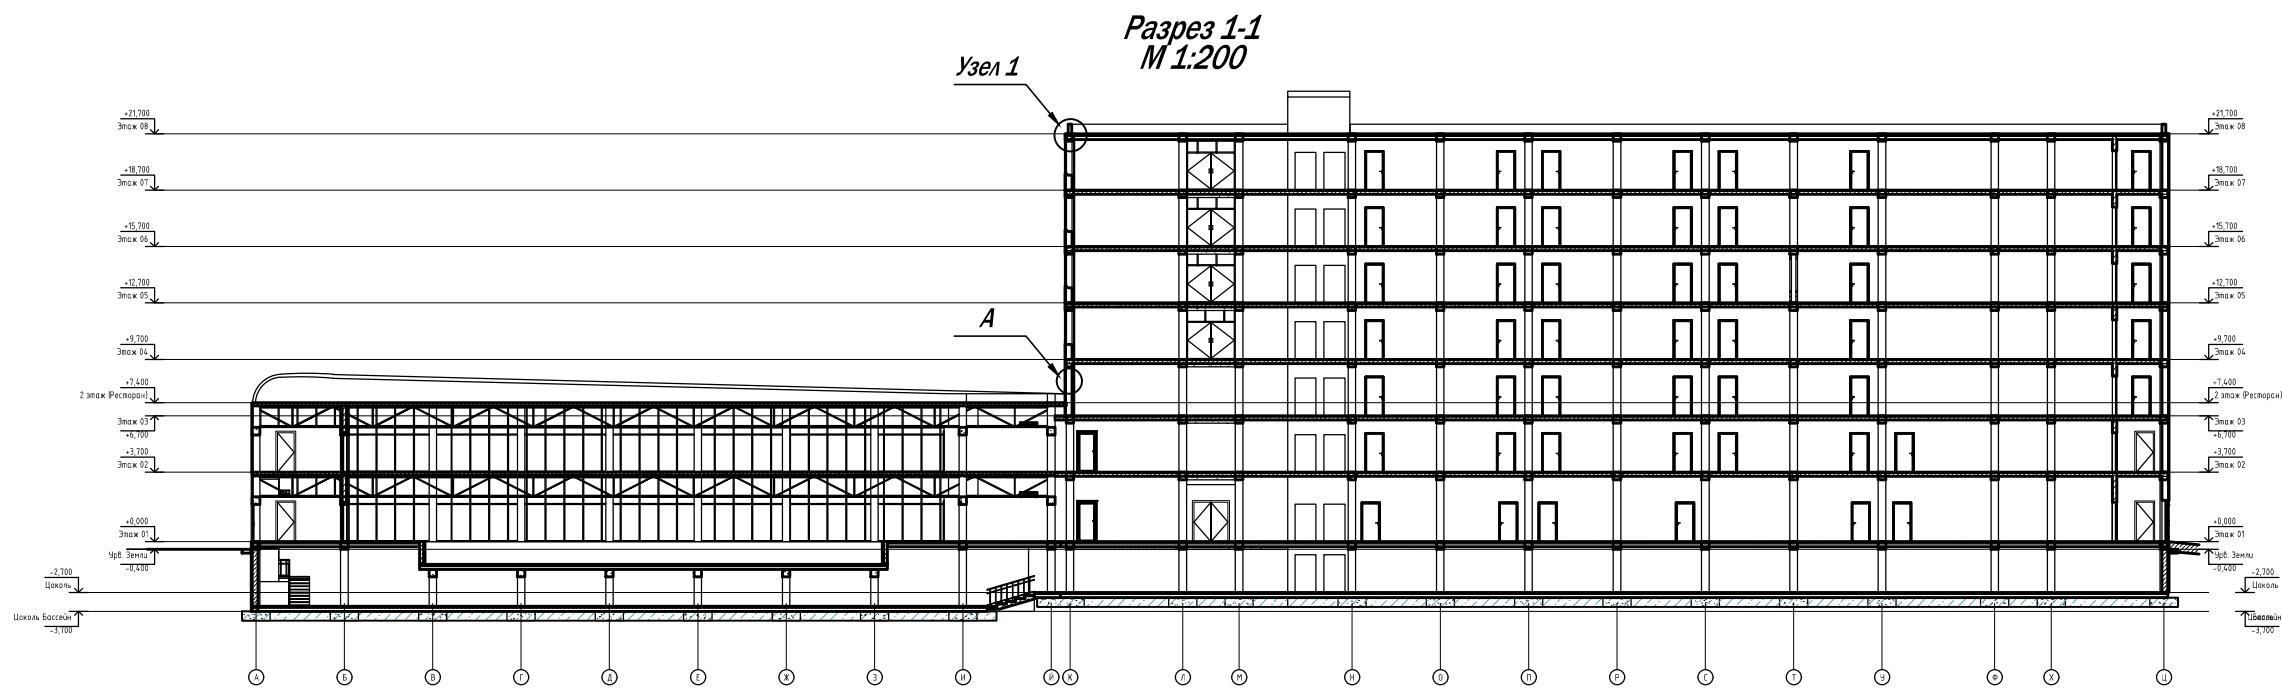 Разрез 1-1
М 1:200
Узел 1
А
+21,700
Этаж 08
+18,700
Этаж 07
+15,700
Этаж 06
+12,700
Этаж 05
+9,700
Этаж 04
+7,400
2 этаж (Ресторан)
Этаж 03
+6,700
+3,700
Этаж 02
+0,000
Этаж 01
Урв. Земли
-0,400
-2,700
Цоколь
Цоколь Бассейн
-3,700
+21,700
Этаж 08
+18,700
Этаж 07
+15,700
Этаж 06
+12,700
Этаж 05
+9,700
Этаж 04
+7,400
2 этаж (Ресторан)
Этаж 03
+6,700
+3,700
Этаж 02
+0,000
Этаж 01
Урв. Земли
-0,400
-2,700
Цоколь
-3,700
А Б В Г Д Е Ж З И Й К Л М Н О П Р С Т У Ф Х Ц